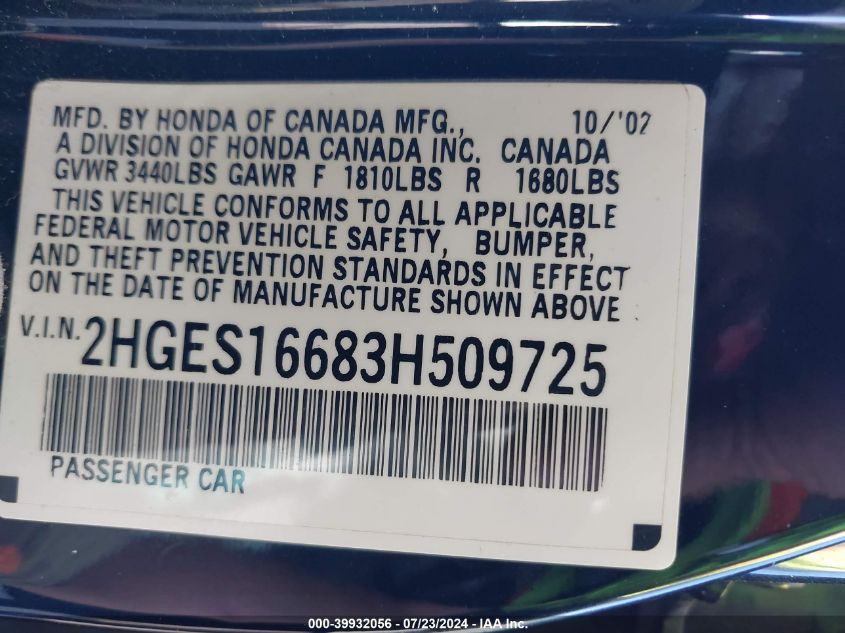 MFD. BY HONDA OF CANADA MFG., 10/'02
A DIVISION OF HONDA CANADA INC. CANADA
GVWR 3440LBS GAWR F 1810LBS R 1680LBS
THIS VEHICLE CONFORMS TO ALL APPLICABLE
FEDERAL MOTOR VEHICLE SAFETY, BUMPER,
AND THEFT PREVENTION STANDARDS IN EFFECT
ON THE DATE OF MANUFACTURE SHOWN ABOVE
V.I.N. 2HGES16683H509725
PASSENGER CAR
000-39932056 - 07/23/2024 - IAA Inc.